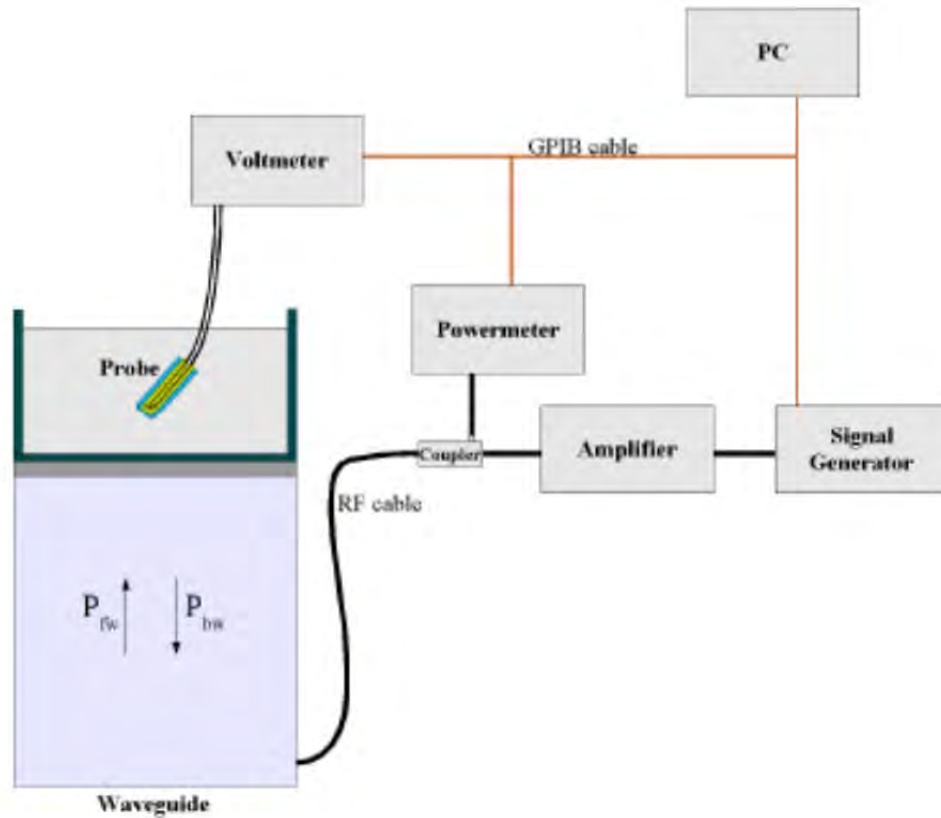 PC
Voltmeter
GPIB cable
Powermeter
Probe
Coupler
Amplifier
Signal
Generator
RF cable
P fw
P bw
Waveguide